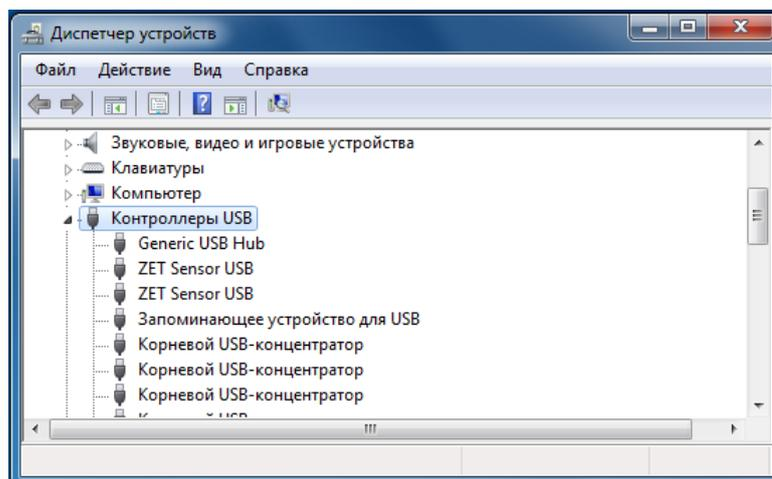 Диспетчер устройств
Файл Действие Вид Справка
Звуковые, видео и игровые устройства
Клавиатуры
Компьютер
Контроллеры USB
Generic USB Hub
ZET Sensor USB
ZET Sensor USB
Запоминающее устройство для USB
Корневой USB-концентратор
Корневой USB-концентратор
Корневой USB-концентратор